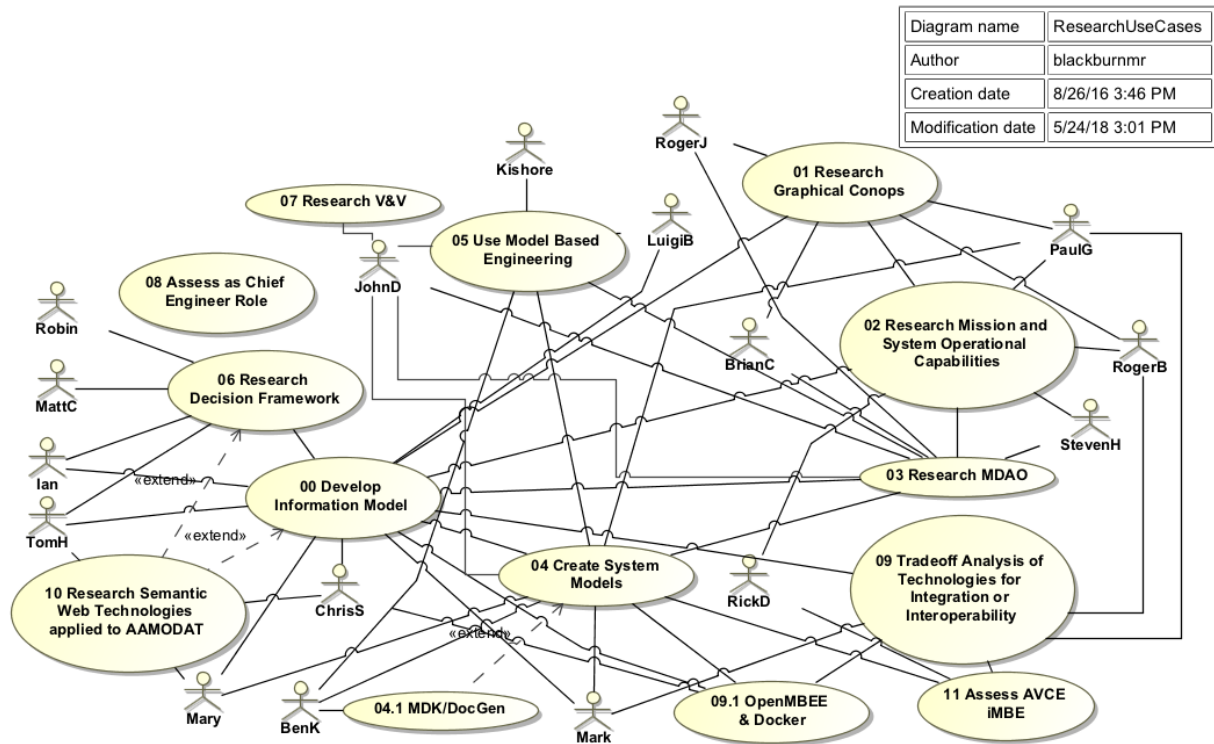 Diagram name ResearchUseCases
Author blackburnmr
Creation date 8/26/16 3:46 PM
Modification date 5/24/18 3:01 PM
RogerJ
Kishore
01 Research
Graphical Conops
07 Research V&V
LuigiB
05 Use Model Based
Engineering
PaulG
JohnD
08 Assess as Chief
Engineer Role
Robin
02 Research Mission and
System Operational
Capabilities
BrianC
RogerB
06 Research
Decision Framework
MattC
StevenH
Ian
«extend»
00 Develop
Information Model
03 Research MDAO
TomH
«extend»
04 Create System
Models
09 Tradeoff Analysis of
Technologies for
Integration or
Interoperability
10 Research Semantic
Web Technologies
applied to AAMODAT
ChrisS
RickD
«extend»
Mary
BenK
04.1 MDK/DocGen
Mark
09.1 OpenMBEE
& Docker
11 Assess AVCE
iMBE